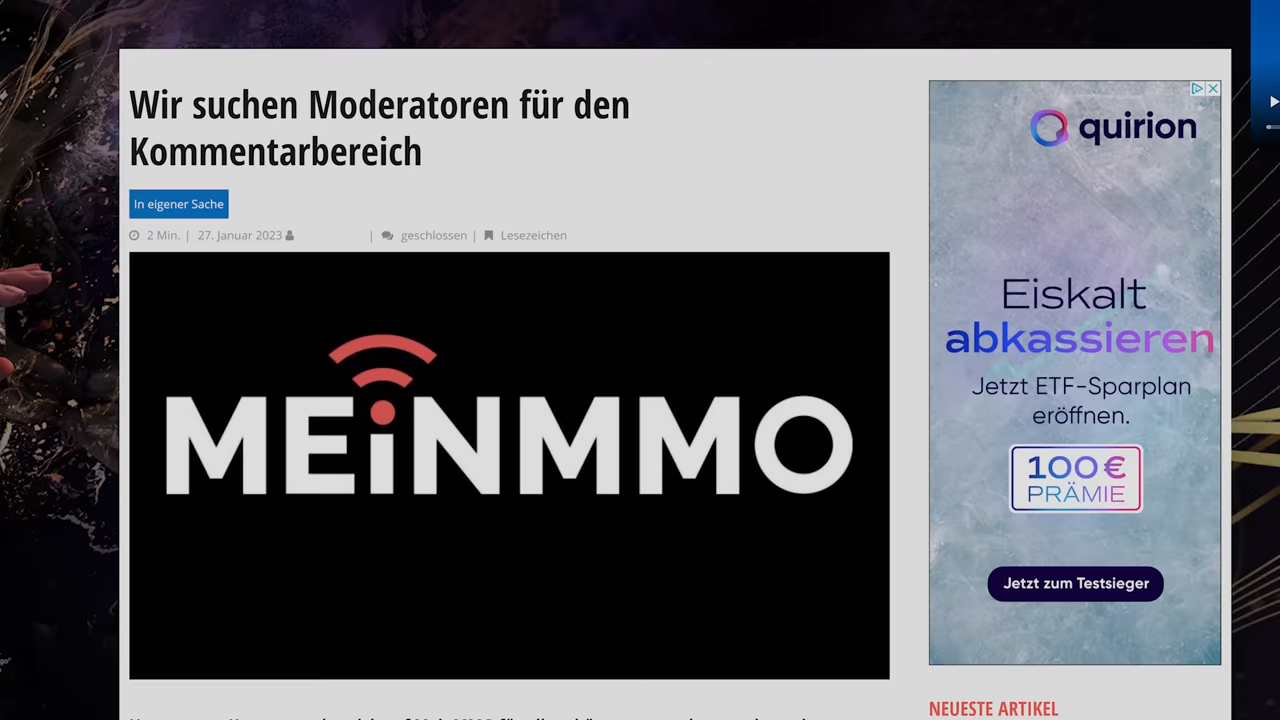 Wir suchen Moderatoren für den
Kommentarbereich
In eigener Sache
2 Min. | 27. Januar 2023 | geschlossen | Lesezeichen
MEiNMMO
quirion
Eiskalt
abkassieren
Jetzt ETF-Sparplan
eröffnen.
100 €
PRÄMIE
Jetzt zum Testsieger
NEUESTE ARTIKEL